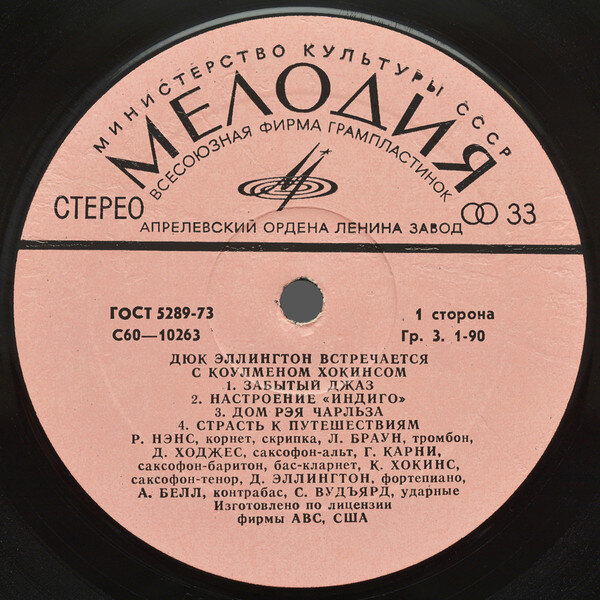 МИНИСТЕРСТВО КУЛЬТУРЫ СССР
МЕЛОДИЯ
ВСЕСОЮЗНАЯ ФИРМА ГРАМПЛАСТИНОК
СТЕРЕО
33
АПРЕЛЕВСКИЙ ОРДЕНА ЛЕНИНА ЗАВОД
ГОСТ 5289-73
1 сторона
С60—10263
Гр. 3. 1-90
ДЮК ЭЛЛИНГТОН ВСТРЕЧАЕТСЯ
С КОУЛМЕНОМ ХОКИНСОМ
1. ЗАБЫТЫЙ ДЖАЗ
2. НАСТРОЕНИЕ «ИНДИГО»
3. ДОМ РЭЯ ЧАРЛЬЗА
4. СТРАСТЬ К ПУТЕШЕСТВИЯМ
Р. НЭНС, корнет, скрипка, Л. БРАУН, тромбон,
Д. ХОДЖЕС, саксофон-альт, Г. КАРНИ,
саксофон-баритон, бас-кларнет, К. ХОКИНС,
саксофон-тенор, Д. ЭЛЛИНГТОН, фортепиано,
А. БЕЛЛ, контрабас, С. ВУДЪЯРД, ударные
Изготовлено по лицензии
фирмы АВС, США